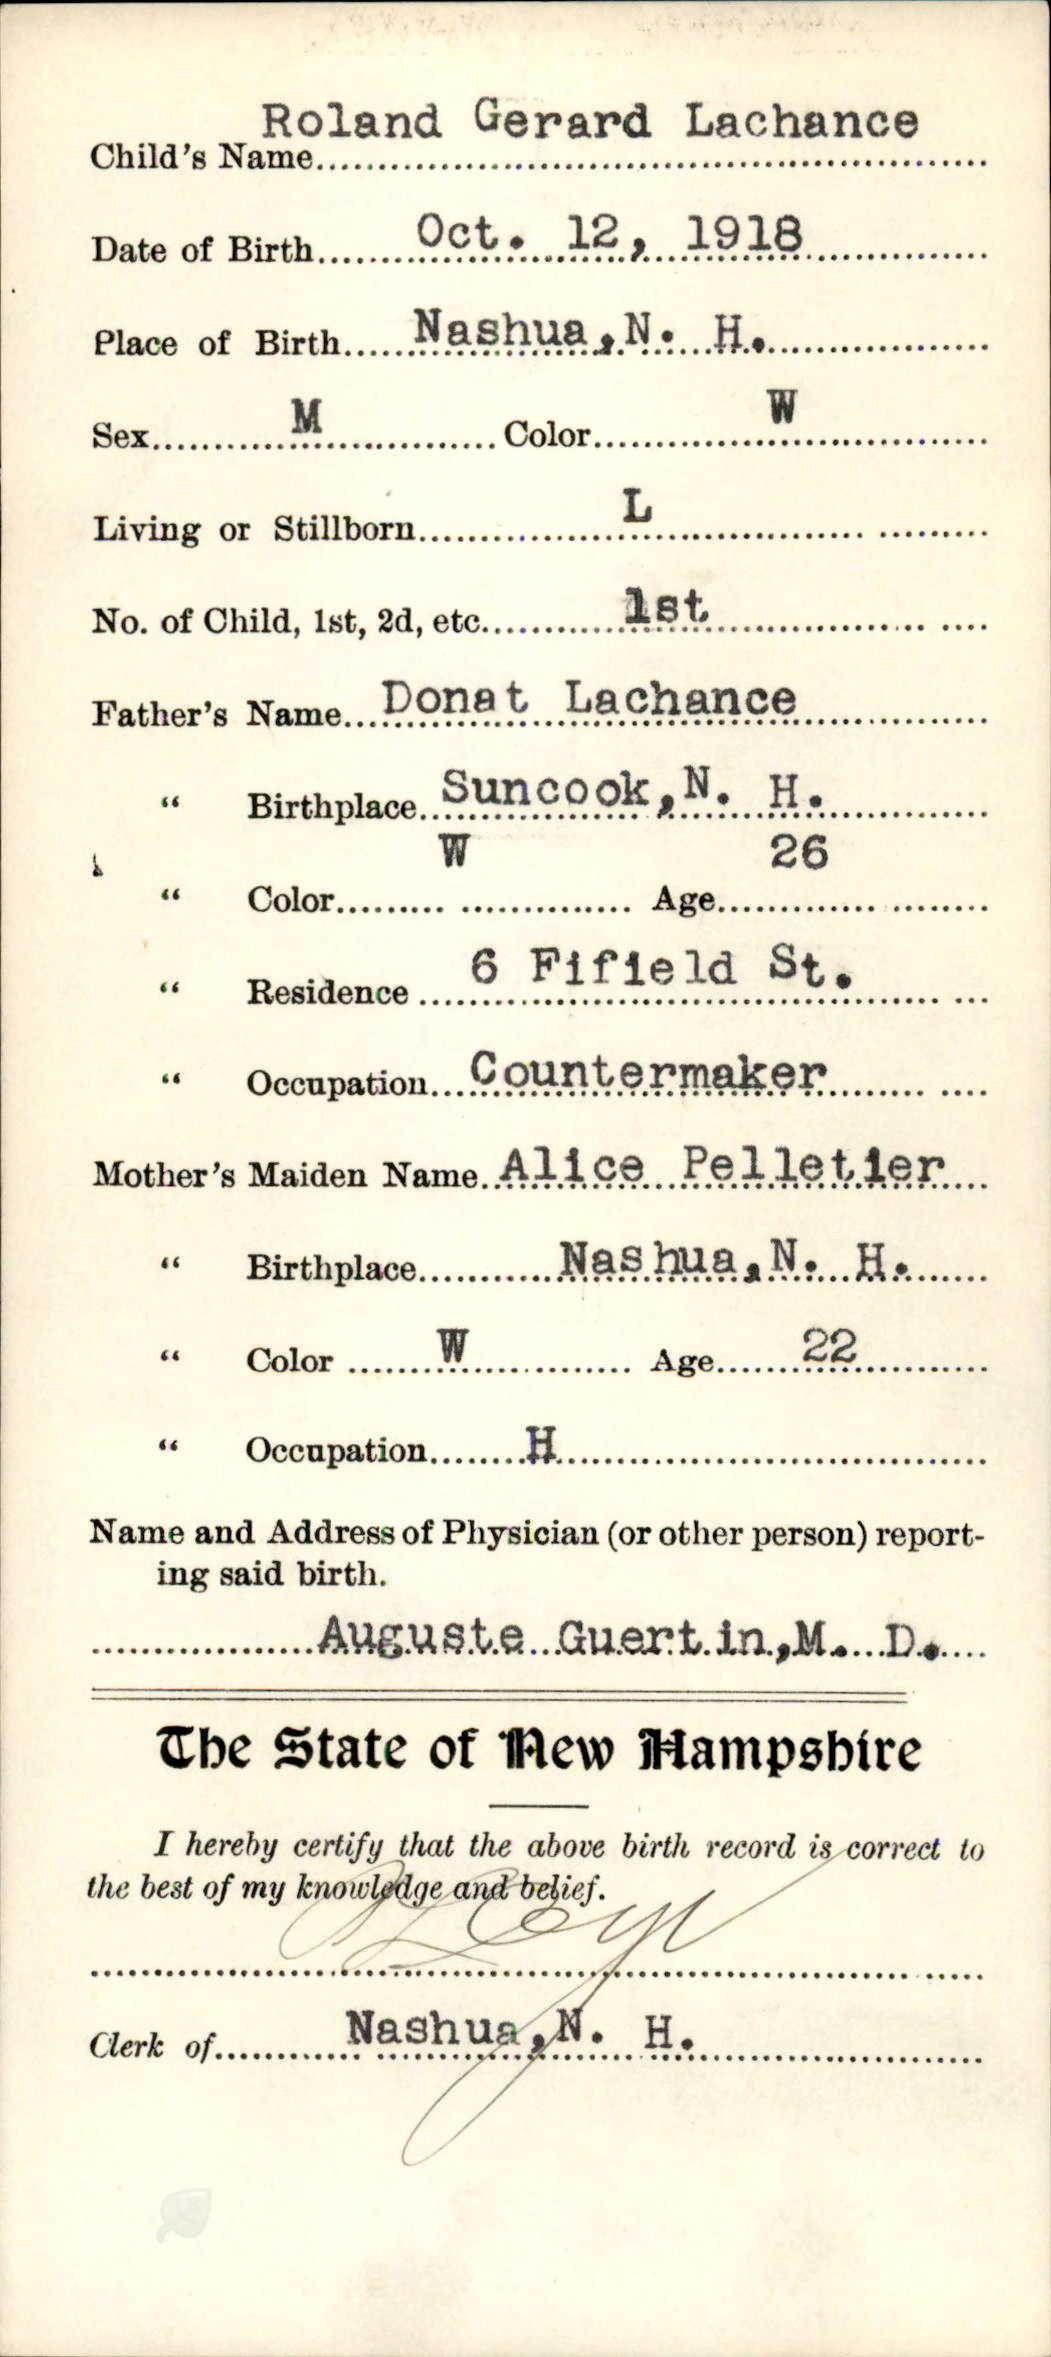 Child's Name Roland Gerard Lachance
Date of Birth Oct. 12, 1918
Place of Birth Nashua, N. H.
Sex M Color W
Living or Stillborn L
No. of Child, 1st, 2d, etc. 1st
Father's Name Donat Lachance
" Birthplace Suncook, N. H.
" Color W Age 26
" Residence 6 Fifield St.
" Occupation Countermaker
Mother's Maiden Name Alice Pelletier
" Birthplace Nashua, N. H.
" Color W Age 22
" Occupation H
Name and Address of Physician (or other person) report-
ing said birth.
Auguste Guertin, M. D.
The State of New Hampshire
I hereby certify that the above birth record is correct to
the best of my knowledge and belief.
Clerk of Nashua, N. H.